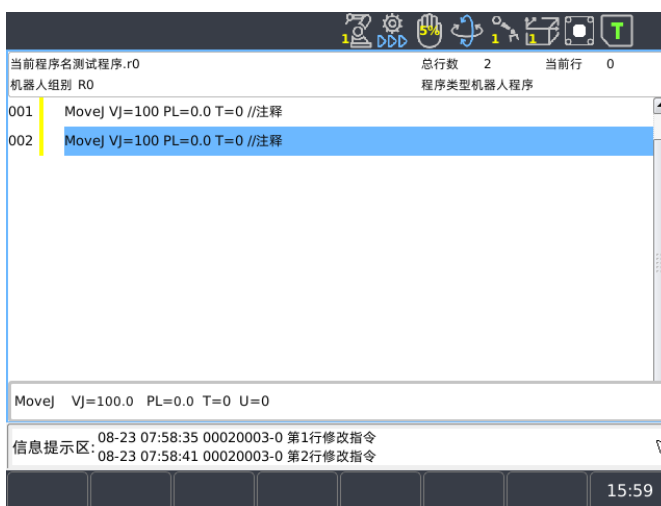 1 DDD 5% 1 1 T
当前程序名测试程序.r0 总行数 2 当前行 0
机器人组别 R0 程序类型机器人程序
001 MoveJ VJ=100 PL=0.0 T=0 //注释
002 MoveJ VJ=100 PL=0.0 T=0 //注释
MoveJ VJ=100.0 PL=0.0 T=0 U=0
信息提示区: 08-23 07:58:35 00020003-0 第1行修改指令
08-23 07:58:41 00020003-0 第2行修改指令
15:59